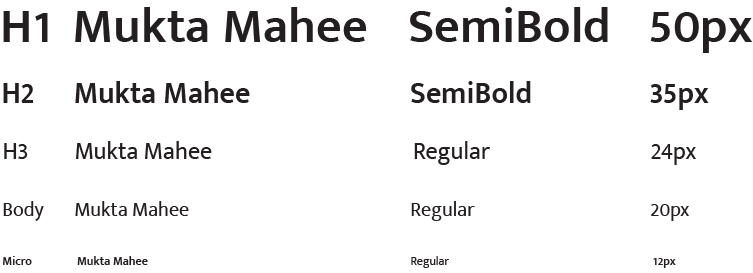 H1 Mukta Mahee SemiBold 50px
H2 Mukta Mahee SemiBold 35px
H3 Mukta Mahee Regular 24px
Body Mukta Mahee Regular 20px
Micro Mukta Mahee Regular 12px